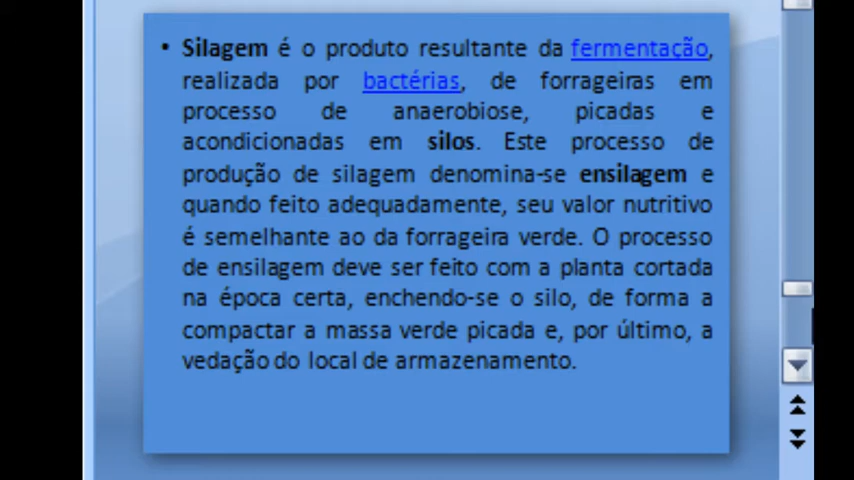 • Silagem é o produto resultante da fermentação,
realizada por bactérias, de forrageiras em
processo de anaerobiose, picadas e
acondicionadas em silos. Este processo de
produção de silagem denomina-se ensilagem e
quando feito adequadamente, seu valor nutritivo
é semelhante ao da forrageira verde. O processo
de ensilagem deve ser feito com a planta cortada
na época certa, enchendo-se o silo, de forma a
compactar a massa verde picada e, por último, a
vedação do local de armazenamento.